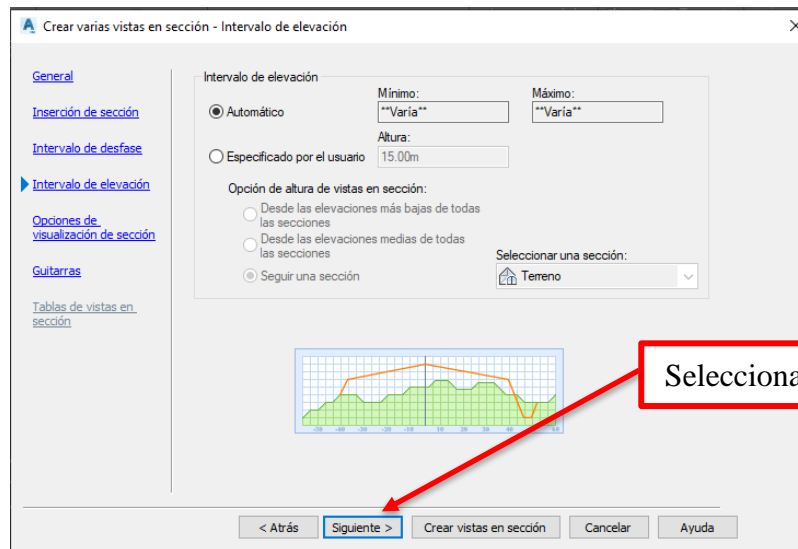 Crear varias vistas en sección - Intervalo de elevación
General
Inserción de sección
Intervalo de desfase
Intervalo de elevación
Opciones de
visualización de sección
Guitarras
Tablas de vistas en
sección
Intervalo de elevación
Mínimo: Máximo:
Automático **Varía** **Varía**
Altura:
Especificado por el usuario 15.00m
Opción de altura de vistas en sección:
Desde las elevaciones más bajas de todas
las secciones
Desde las elevaciones medias de todas
las secciones
Seleccionar una sección:
Seguir una sección Terreno
Selecciona
< Atrás Siguiente > Crear vistas en sección Cancelar Ayuda